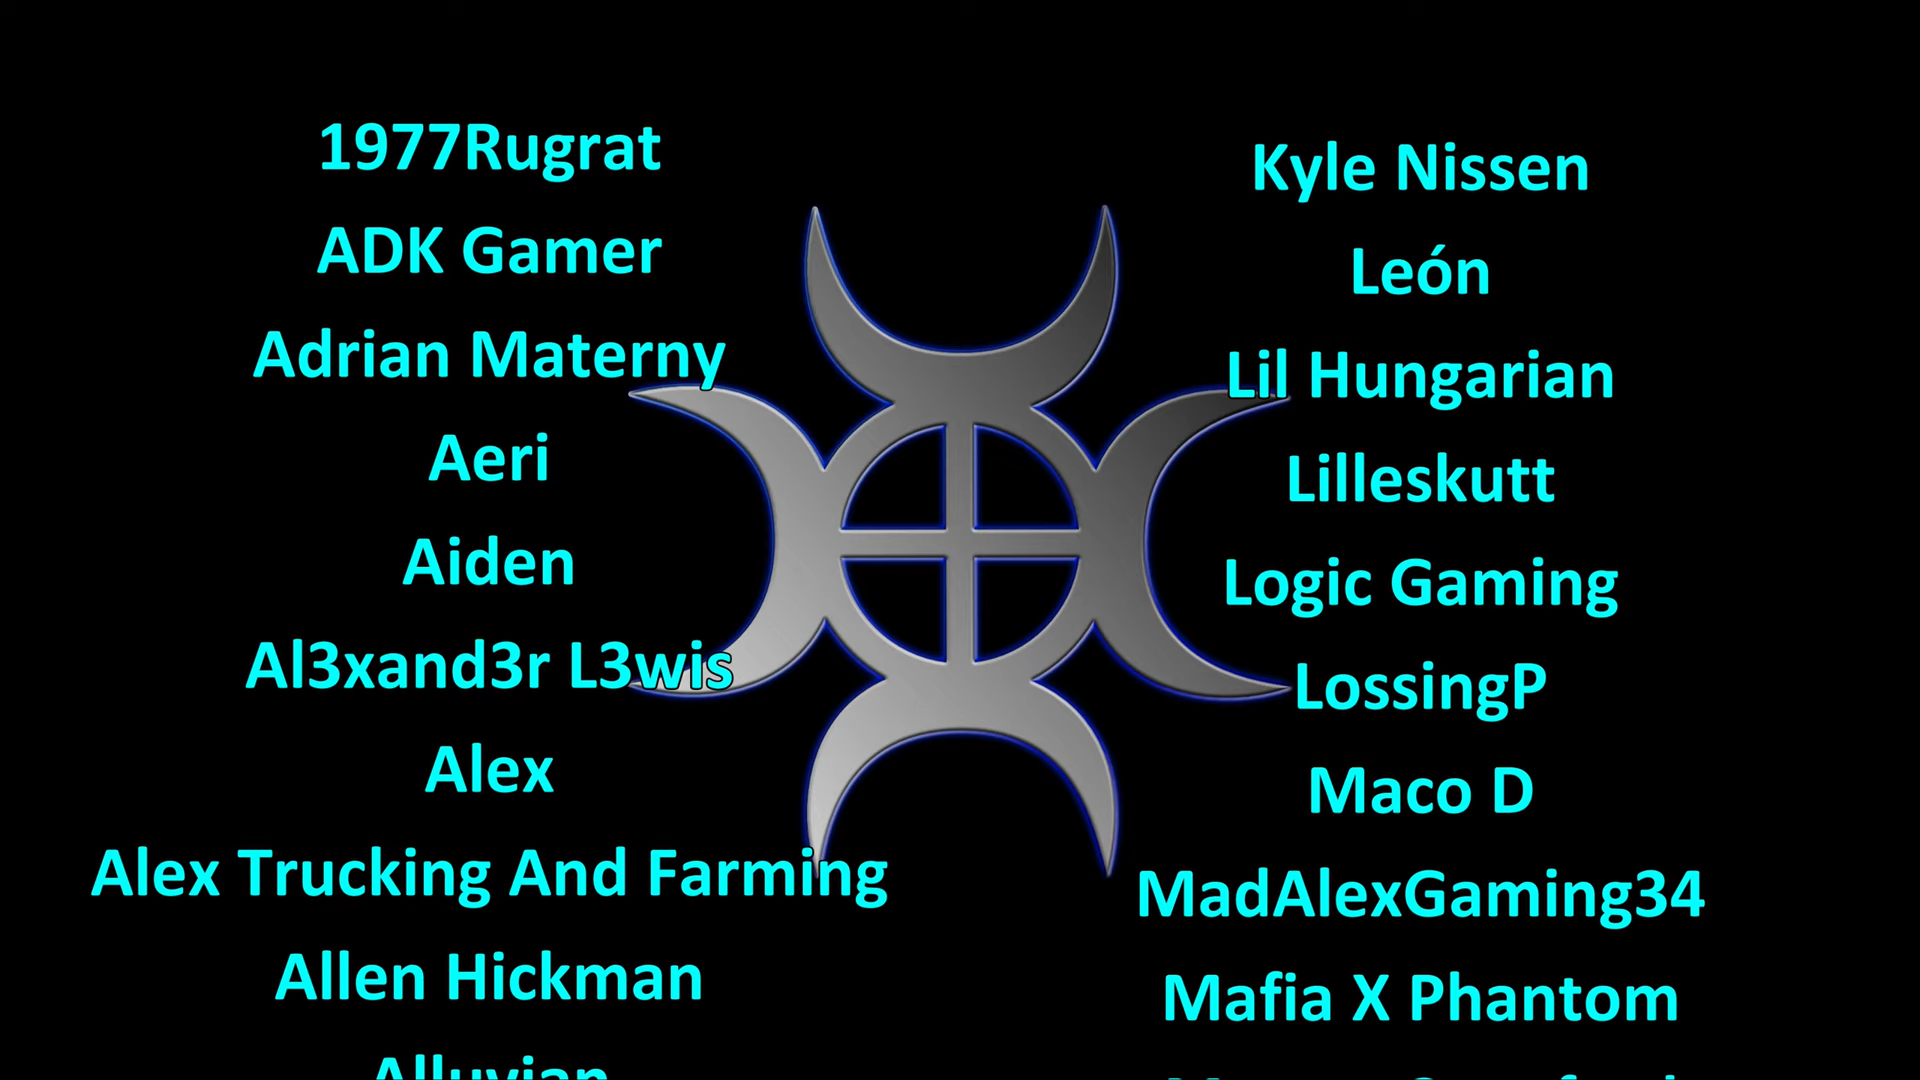 1977Rugrat
ADK Gamer
Adrian Materny
Aeri
Aiden
Al3xand3r L3wis
Alex
Alex Trucking And Farming
Allen Hickman
Alluvian
Kyle Nissen
León
Lil Hungarian
Lilleskutt
Logic Gaming
LossingP
Maco D
MadAlexGaming34
Mafia X Phantom